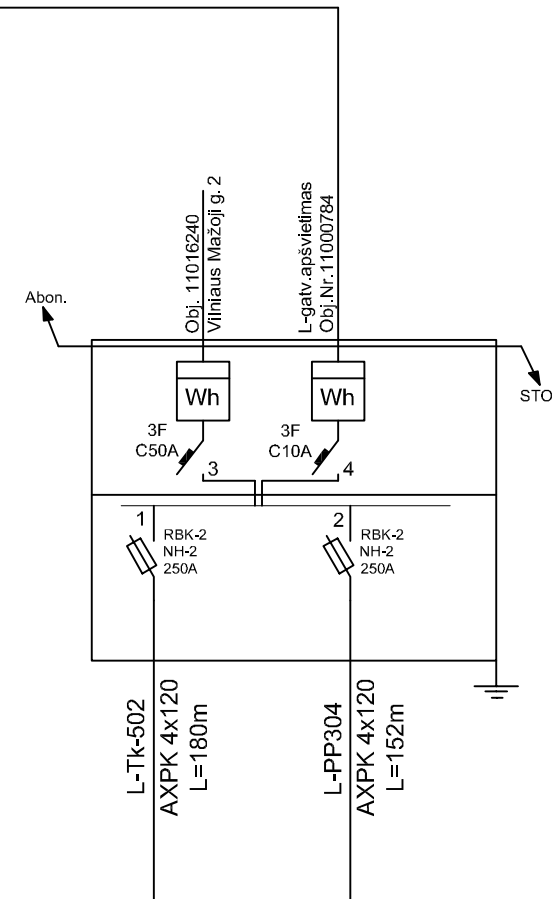 Obj. 11016240
Vilniaus Mažoji g. 2
L-gatv.apšvietimas
Obj.Nr.11000784
Abon.
STO
Wh
Wh
3F
C50A
3
3F
C10A
4
1
RBK-2
NH-2
250A
2
RBK-2
NH-2
250A
L-Tk-502
AXPK 4x120
L=180m
L-PP304
AXPK 4x120
L=152m